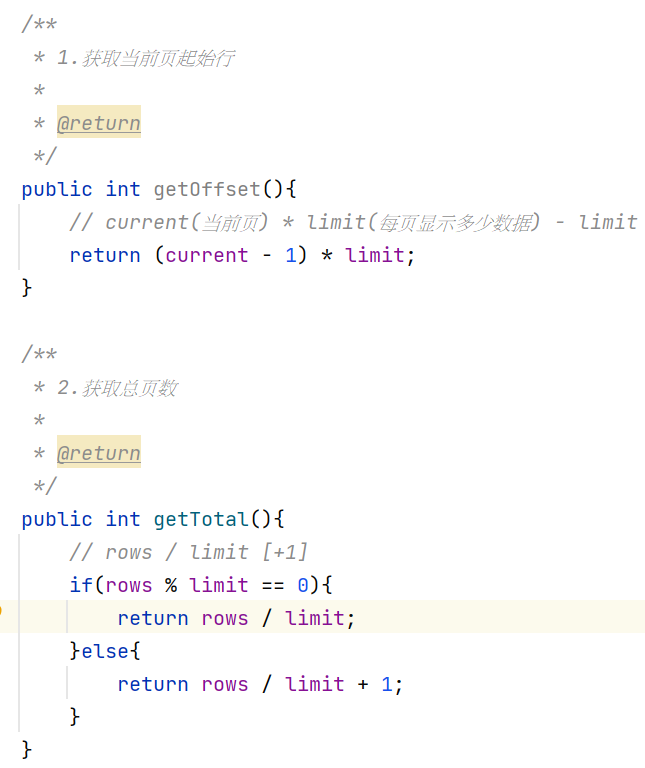 /**
 * 1.获取当前页起始行
 *
 * @return
 */
public int getOffset(){
    // current(当前页) * limit(每页显示多少数据) - limit
    return (current - 1) * limit;
}
/**
 * 2.获取总页数
 *
 * @return
 */
public int getTotal(){
    // rows / limit [+1]
    if(rows % limit == 0){
        return rows / limit;
    }else{
        return rows / limit + 1;
    }
}